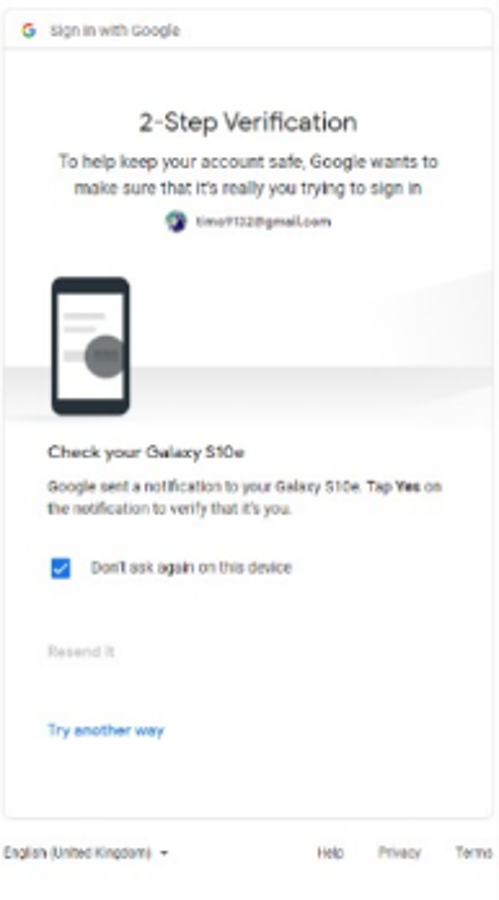 Sign in with Google
2-Step Verification
To help keep your account safe, Google wants to
make sure that it's really you trying to sign in
timo9132@gmail.com
Check your Galaxy S10e
Google sent a notification to your Galaxy S10e. Tap Yes on
the notification to verify that it's you.
Don't ask again on this device
Resend it
Try another way
English (United Kingdom)
Help Privacy Terms